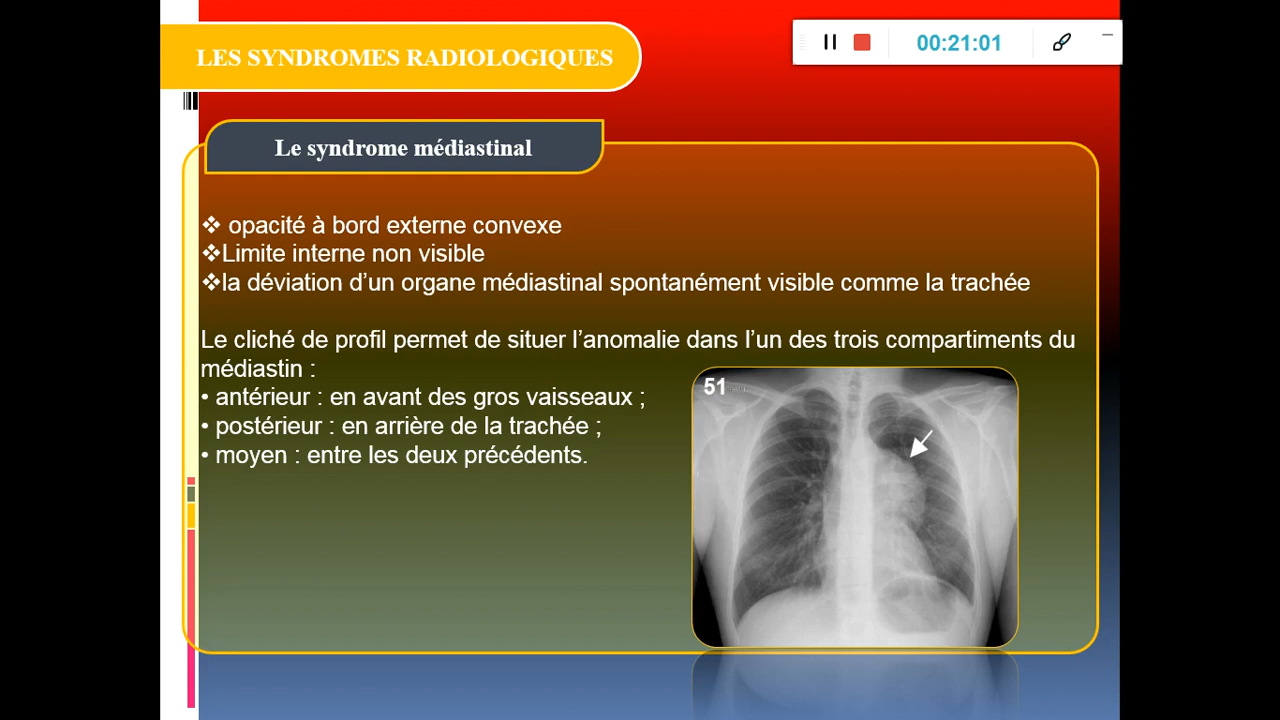 LES SYNDROMES RADIOLOGIQUES
00:21:01
Le syndrome médiastinal
❖ opacité à bord externe convexe
❖Limite interne non visible
❖la déviation d’un organe médiastinal spontanément visible comme la trachée
Le cliché de profil permet de situer l’anomalie dans l’un des trois compartiments du
médiastin :
• antérieur : en avant des gros vaisseaux ;
• postérieur : en arrière de la trachée ;
• moyen : entre les deux précédents.
51